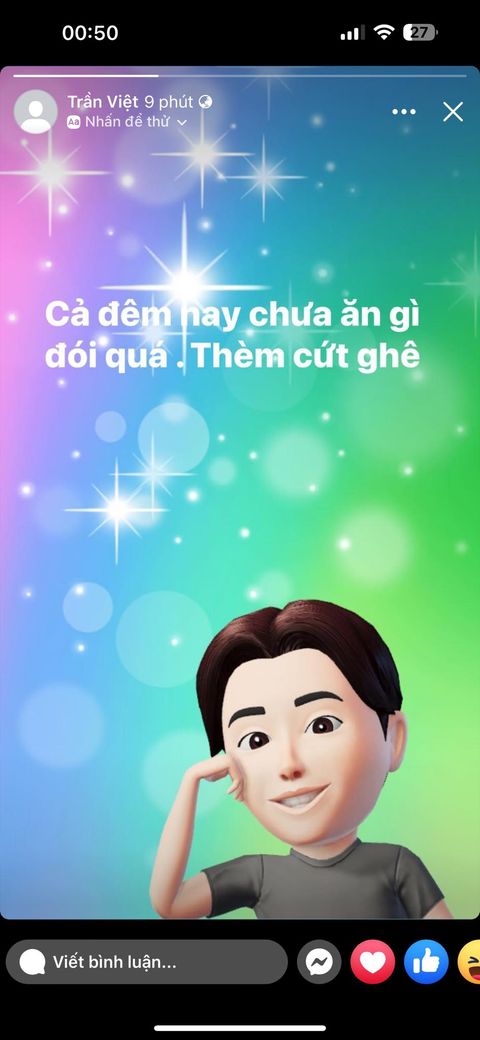 00:50
27
Trần Việt 9 phút
Aa Nhấn để thử
Cả đêm nay chưa ăn gì
đói quá . Thèm cứt ghê
Viết bình luận...